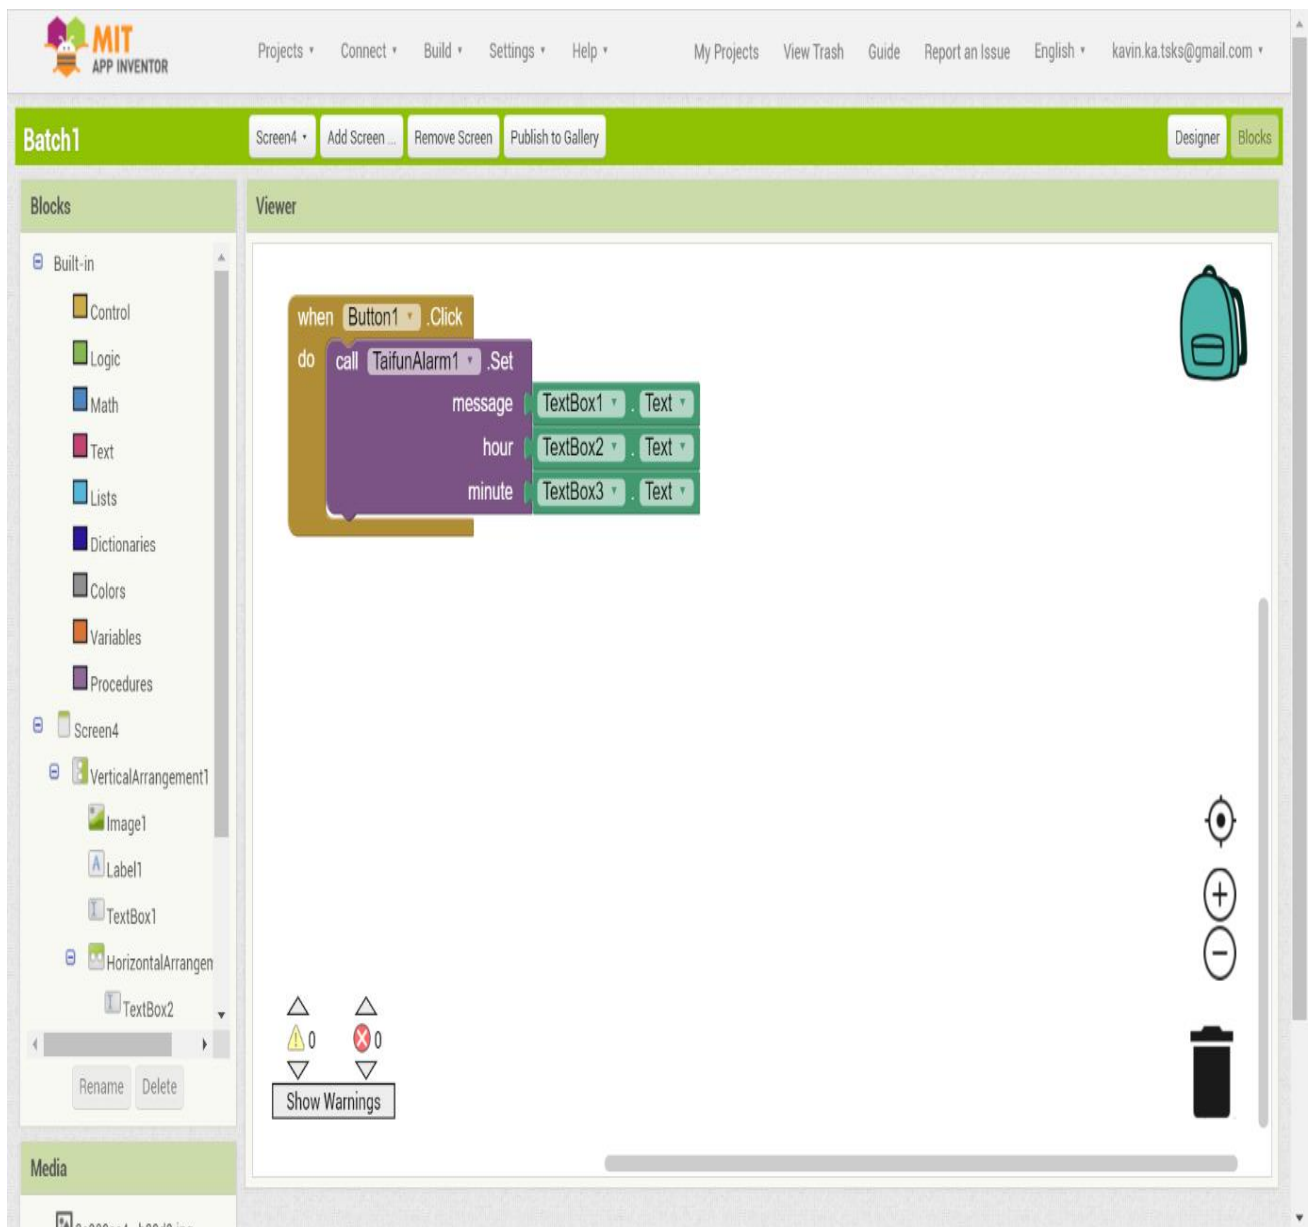 MIT
APP INVENTOR
Projects Connect Build Settings Help My Projects View Trash Guide Report an Issue English kavin.ka.tsks@gmail.com
Batch1 Screen4 Add Screen ... Remove Screen Publish to Gallery Designer Blocks
Blocks
Viewer
Built-in
Control
Logic
Math
Text
Lists
Dictionaries
Colors
Variables
Procedures
Screen4
VerticalArrangement1
Image1
Label1
TextBox1
HorizontalArrangen
TextBox2
Rename Delete
Media
when Button1 .Click
do call TaifunAlarm1 .Set
message TextBox1 . Text
hour TextBox2 . Text
minute TextBox3 . Text
0 0
Show Warnings